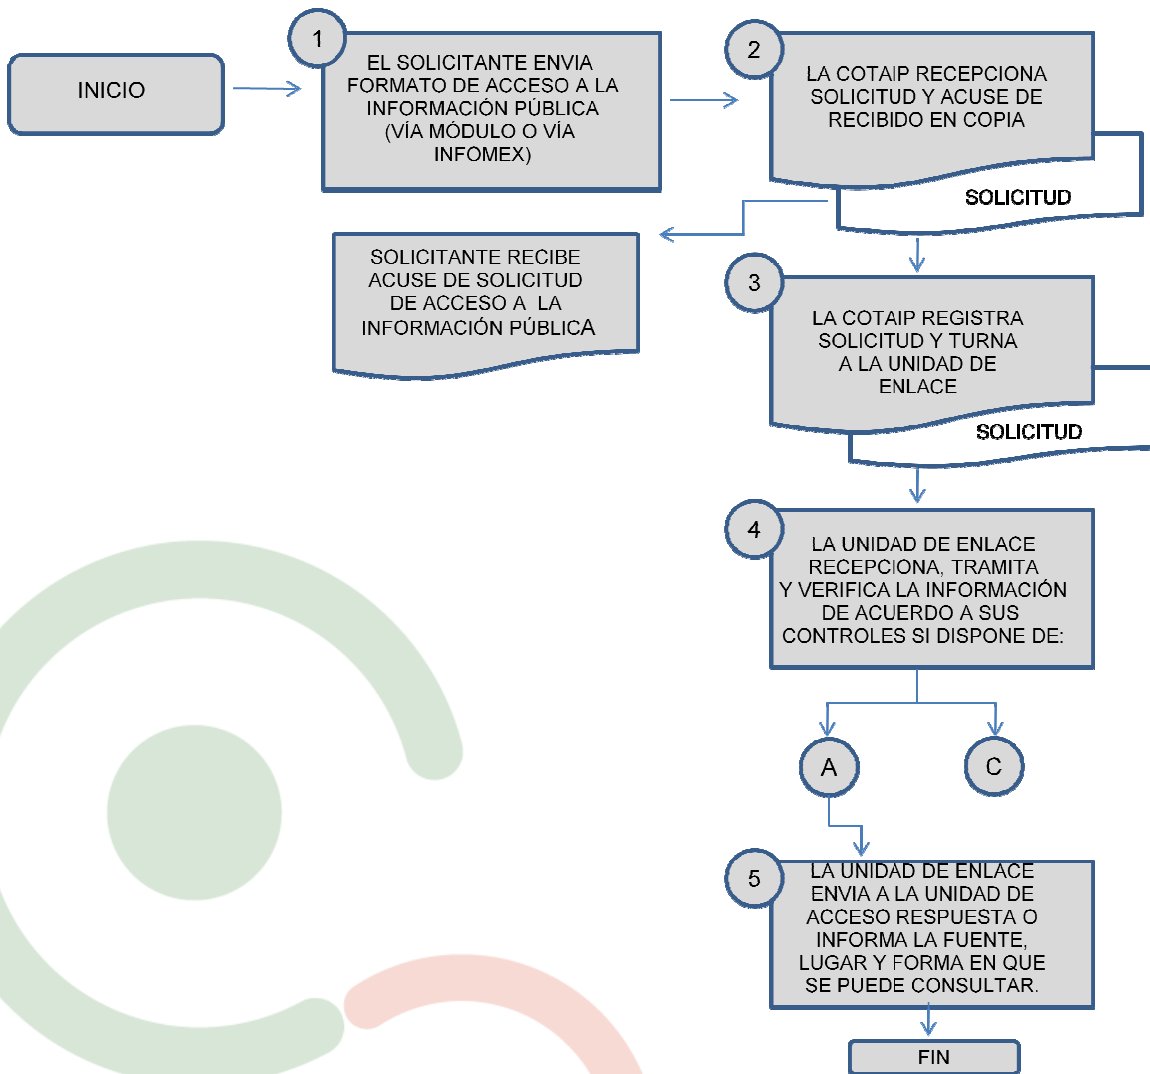 INICIO
1
EL SOLICITANTE ENVIA
FORMATO DE ACCESO A LA
INFORMACIÓN PÚBLICA
(VÍA MÓDULO O VÍA
INFOMEX)
2
LA COTAIP RECEPCIONA
SOLICITUD Y ACUSE DE
RECIBIDO EN COPIA
SOLICITUD
SOLICITANTE RECIBE
ACUSE DE SOLICITUD
DE ACCESO A LA
INFORMACIÓN PÚBLICA
3
LA COTAIP REGISTRA
SOLICITUD Y TURNA
A LA UNIDAD DE
ENLACE
SOLICITUD
4
LA UNIDAD DE ENLACE
RECEPCIONA, TRAMITA
Y VERIFICA LA INFORMACIÓN
DE ACUERDO A SUS
CONTROLES SI DISPONE DE:
A
C
5
LA UNIDAD DE ENLACE
ENVIA A LA UNIDAD DE
ACCESO RESPUESTA O
INFORMA LA FUENTE,
LUGAR Y FORMA EN QUE
SE PUEDE CONSULTAR.
FIN